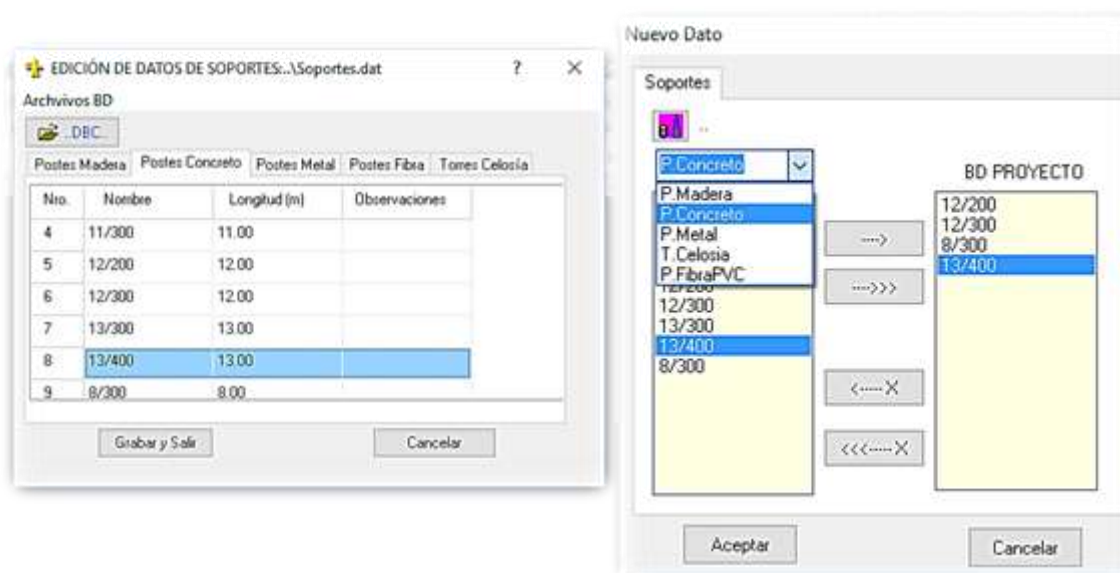 EDICIÓN DE DATOS DE SOPORTES:..\Soportes.dat ? ×
Archvivos BD
..DBC..
Postes Madera Postes Concreto Postes Metal Postes Fibra Torres Celosía
Nro. Nombre Longitud (m) Observaciones
4 11/300 11.00
5 12/200 12.00
6 12/300 12.00
7 13/300 13.00
8 13/400 13.00
9 8/300 8.00
Grabar y Salir Cancelar
Nuevo Dato
Soportes
..
P.Concreto
P.Madera
P.Concreto
P.Metal
T.Celosia
P.FibraPVC
12/200
12/300
13/300
13/400
8/300
---->
---->>>
<-----X
<<<-----X
BD PROYECTO
12/200
12/300
8/300
13/400
Aceptar Cancelar